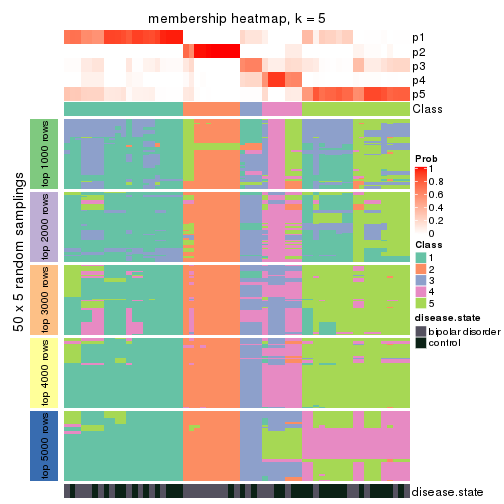 membership heatmap, k = 5
p1
p2
p3
p4
p5
Class
50 x 5 random samplings
top 1000 rows
top 2000 rows
top 3000 rows
top 4000 rows
top 5000 rows
disease.state
Prob
1
0.8
0.6
0.4
0.2
0
Class
1
2
3
4
5
disease.state
bipolar disorder
control